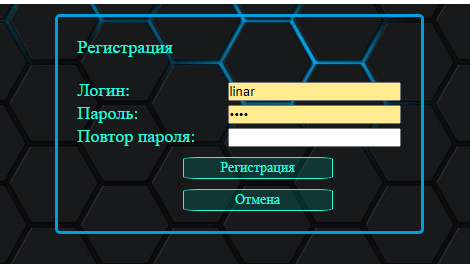 Регистрация
Логин: linar
Пароль: ••••
Повтор пароля:
Регистрация
Отмена